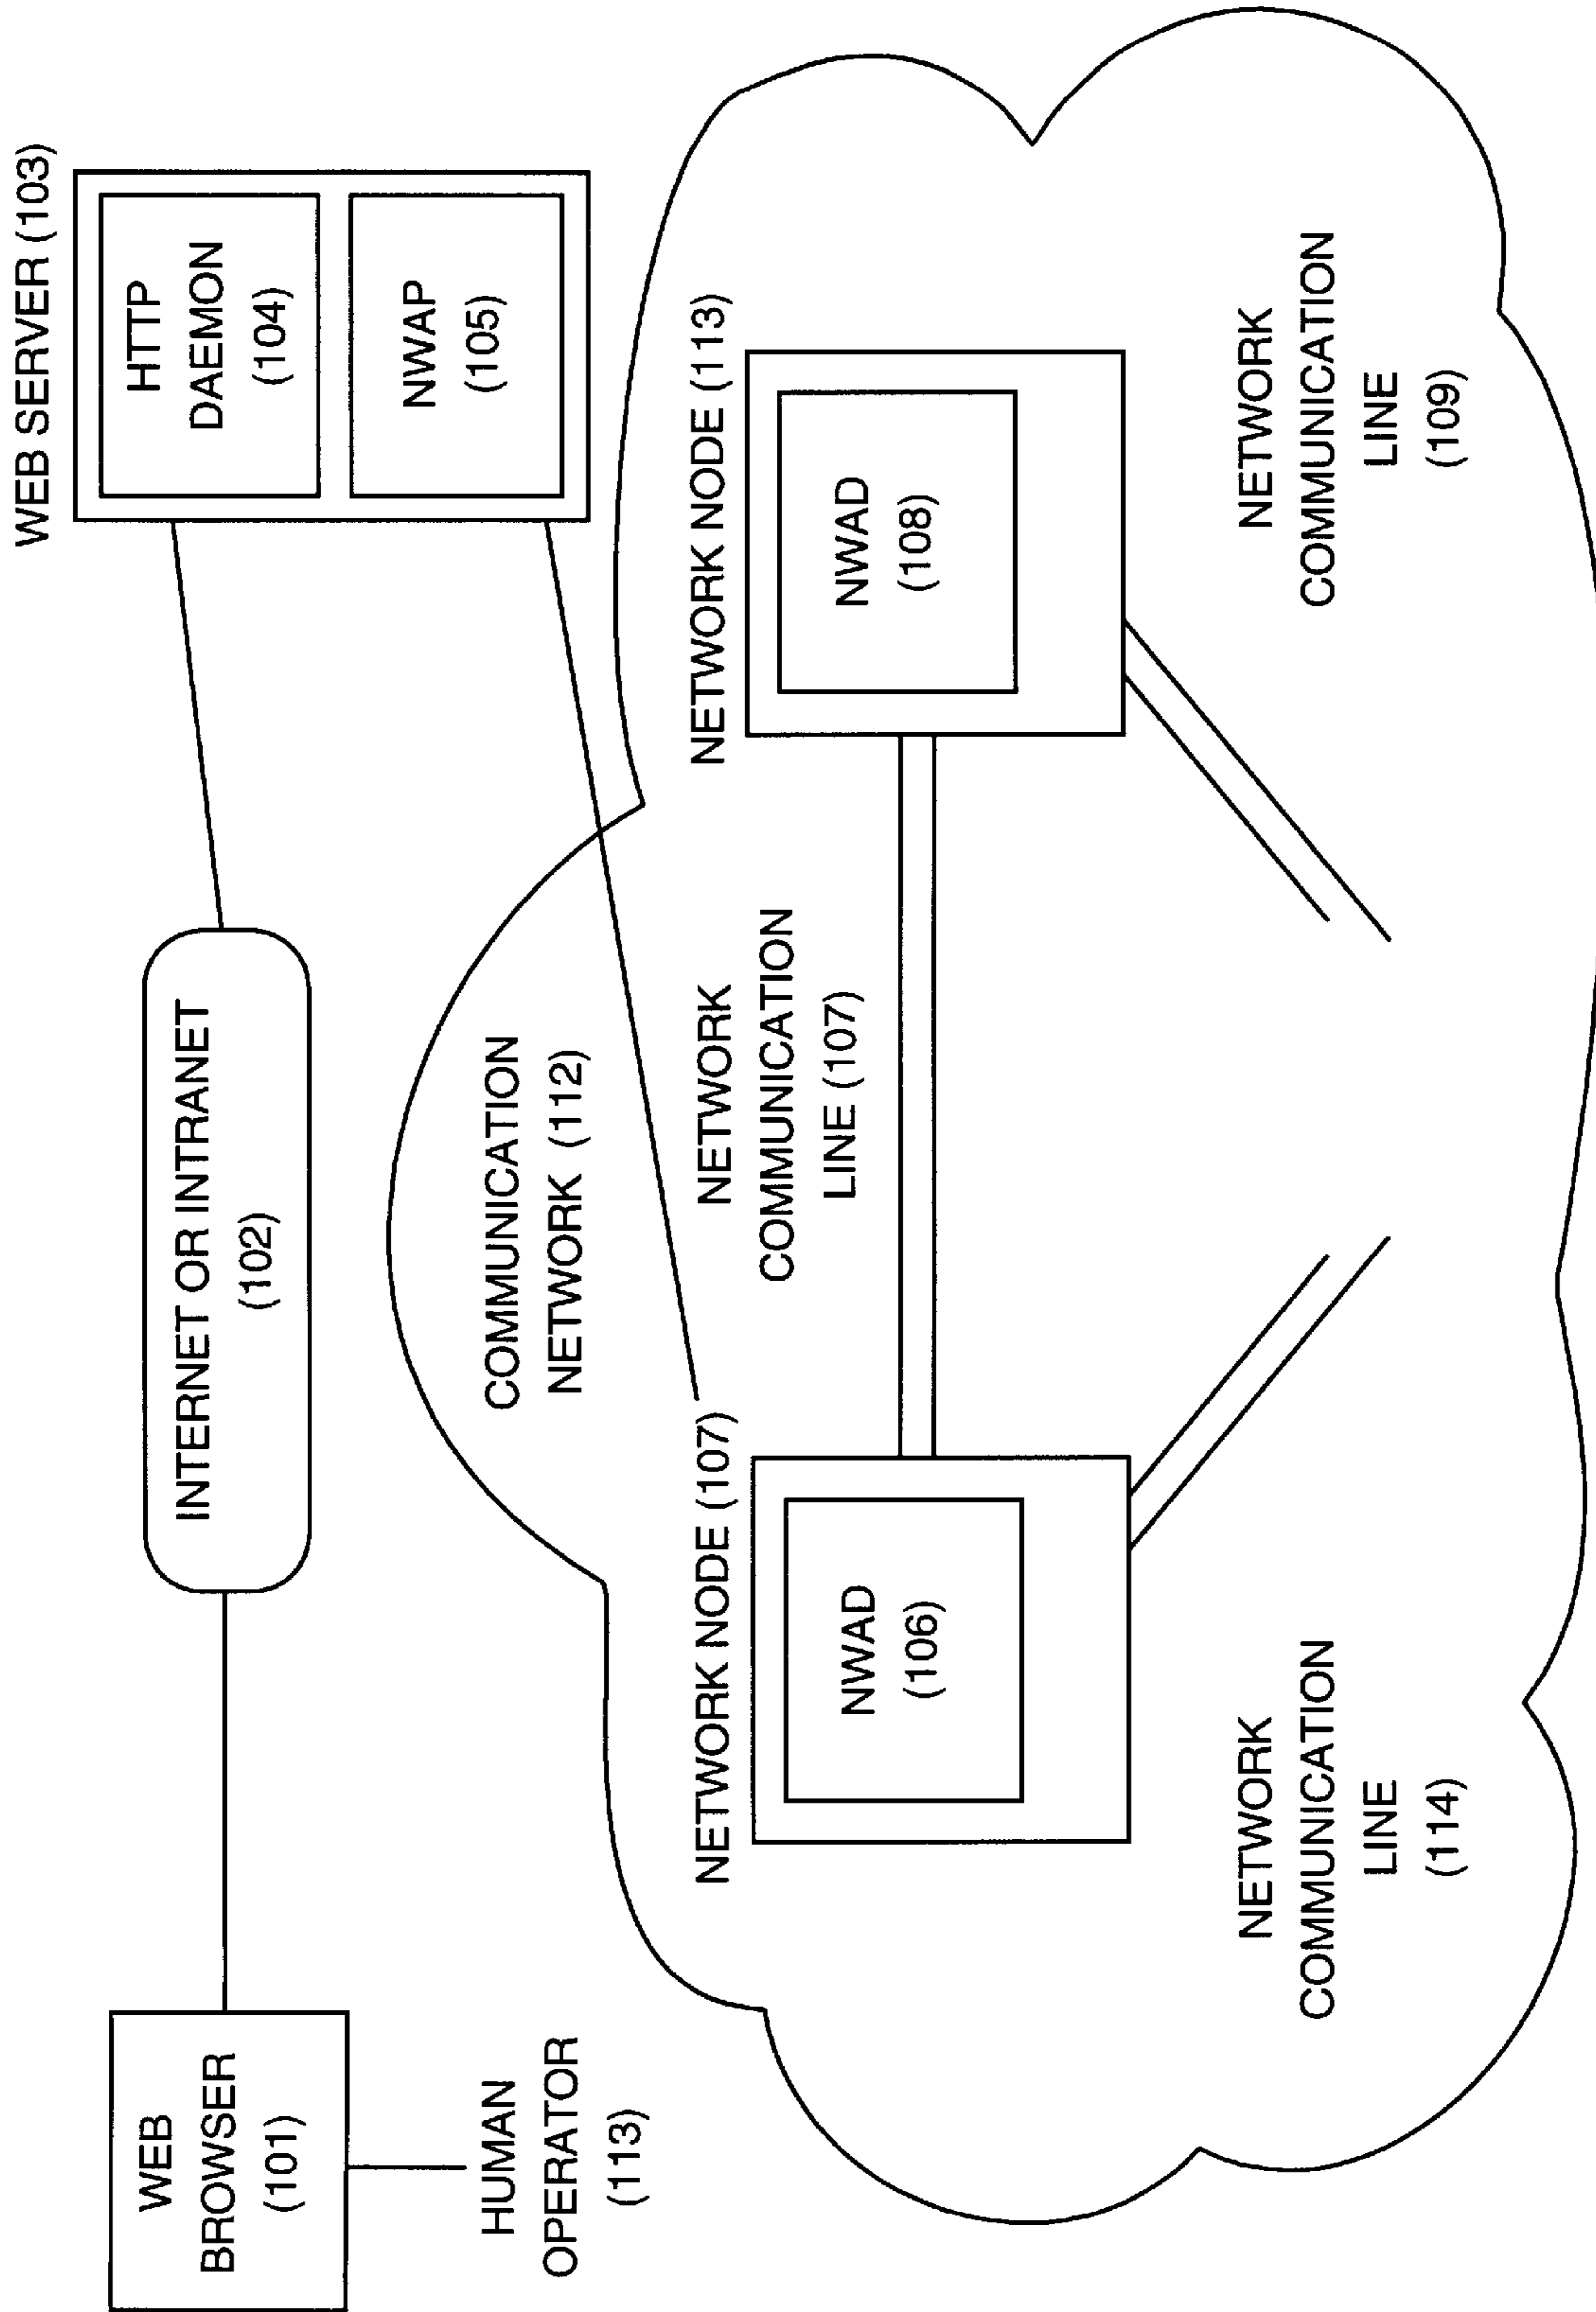 WEB
BROWSER
(101)
HUMAN
OPERATOR
(113)
INTERNET OR INTRANET
(102)
WEB SERVER (103)
HTTP
DAEMON
(104)
NWAP
(105)
COMMUNICATION
NETWORK (112)
NETWORK NODE (107)
NWAD
(106)
NETWORK
COMMUNICATION
LINE (107)
NETWORK NODE (113)
NWAD
(108)
NETWORK
COMMUNICATION
LINE
(114)
NETWORK
COMMUNICATION
LINE
(109)